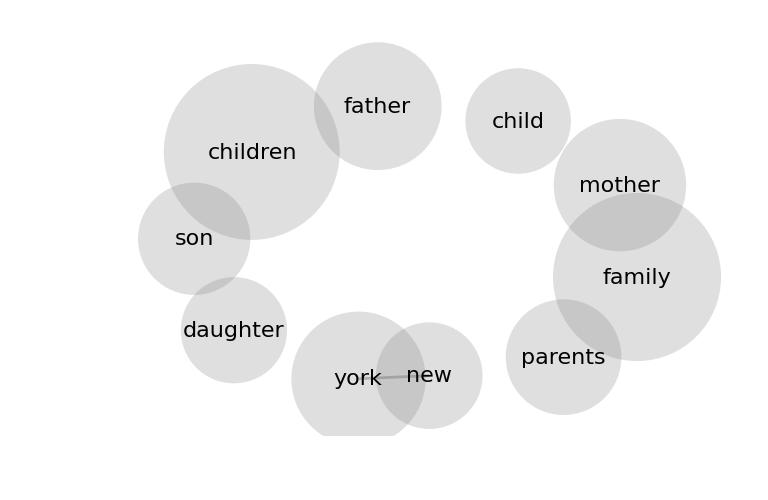 father
child
children
mother
son
family
daughter
parents
new
york